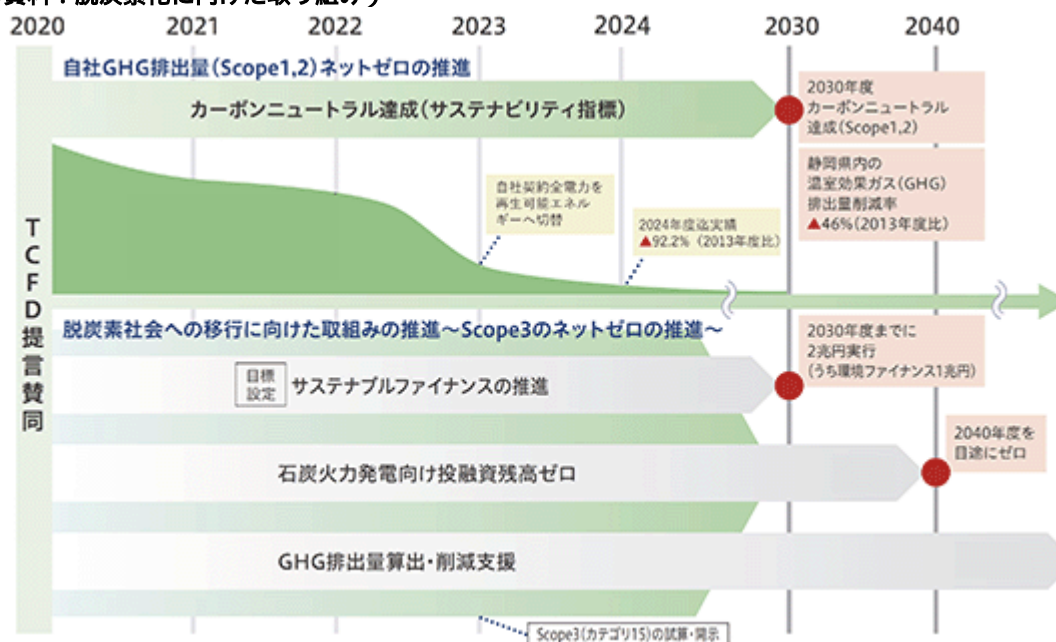 資料：脱炭素化に向けた取り組み
2020
2021
2022
2023
2024
2030
2040
TCFD提言賛同
自社GHG排出量(Scope1,2)ネットゼロの推進
カーボンニュートラル達成(サステナビリティ指標)
2030年度
カーボンニュートラル
達成(Scope1,2)
静岡県内の
温室効果ガス(GHG)
排出量削減率
▲46%(2013年度比)
自社契約全電力を
再生可能エネル
ギーへ切替
2024年度迄実績
▲92.2%（2013年度比）
脱炭素社会への移行に向けた取組みの推進～Scope3のネットゼロの推進～
目標
設定
サステナブルファイナンスの推進
2030年度までに
2兆円実行
(うち環境ファイナンス1兆円)
石炭火力発電向け投融資残高ゼロ
2040年度を
目途にゼロ
GHG排出量算出・削減支援
Scope3(カテゴリ15)の試算・開示